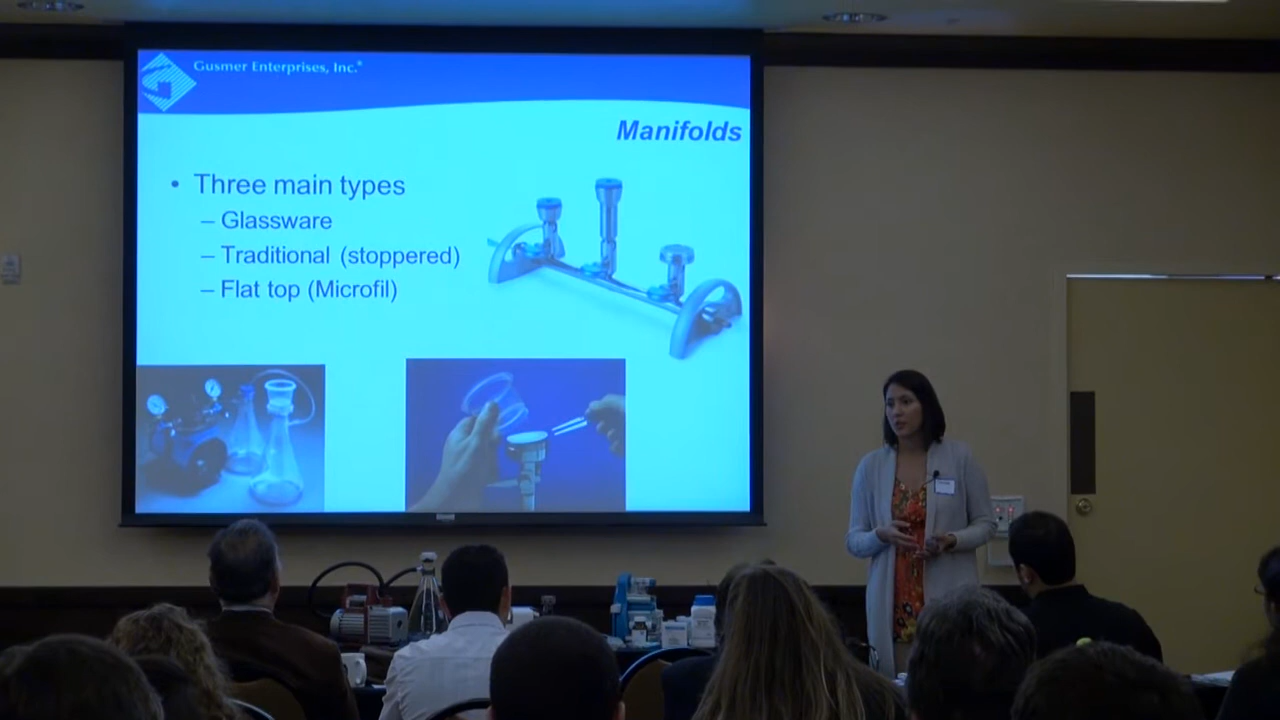 Gusmer Enterprises, Inc.®
Manifolds
• Three main types
– Glassware
– Traditional (stoppered)
– Flat top (Microfil)